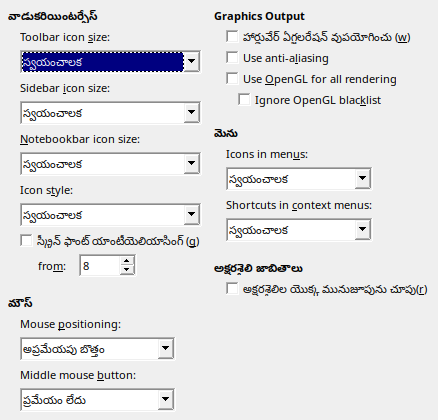 వాడుకరియింటర్ఫేస్
Toolbar icon size:
స్వయంచాలక
Sidebar icon size:
స్వయంచాలక
Notebookbar icon size:
స్వయంచాలక
Icon style:
స్వయంచాలక
స్క్రీన్ ఫాంట్ యాంటీయెలియాసింగ్ (g)
from: 8
మౌస్
Mouse positioning:
అప్రమేయపు బొత్తం
Middle mouse button:
ప్రమేయం లేదు
Graphics Output
హార్డువేర్ ఏగ్జలరేషన్ వుపయోగించు (w)
Use anti-aliasing
Use OpenGL for all rendering
Ignore OpenGL blacklist
మెను
Icons in menus:
స్వయంచాలక
Shortcuts in context menus:
స్వయంచాలక
అక్షరశైలి జాబితాలు
అక్షరశైలిల యొక్క మునుజూపును చూపు(r)